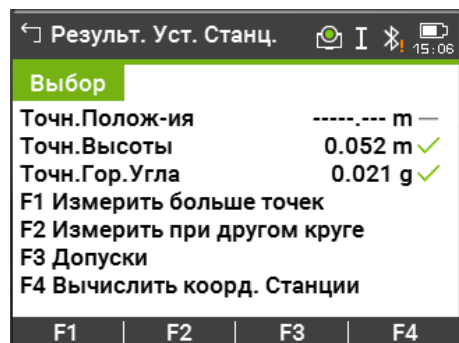 Результ. Уст. Станц. I 15:06
Выбор
Точн.Полож-ия -----.--- m —
Точн.Высоты 0.052 m ✓
Точн.Гор.Угла 0.021 g ✓
F1 Измерить больше точек
F2 Измерить при другом круге
F3 Допуски
F4 Вычислить коорд. Станции
F1 F2 F3 F4